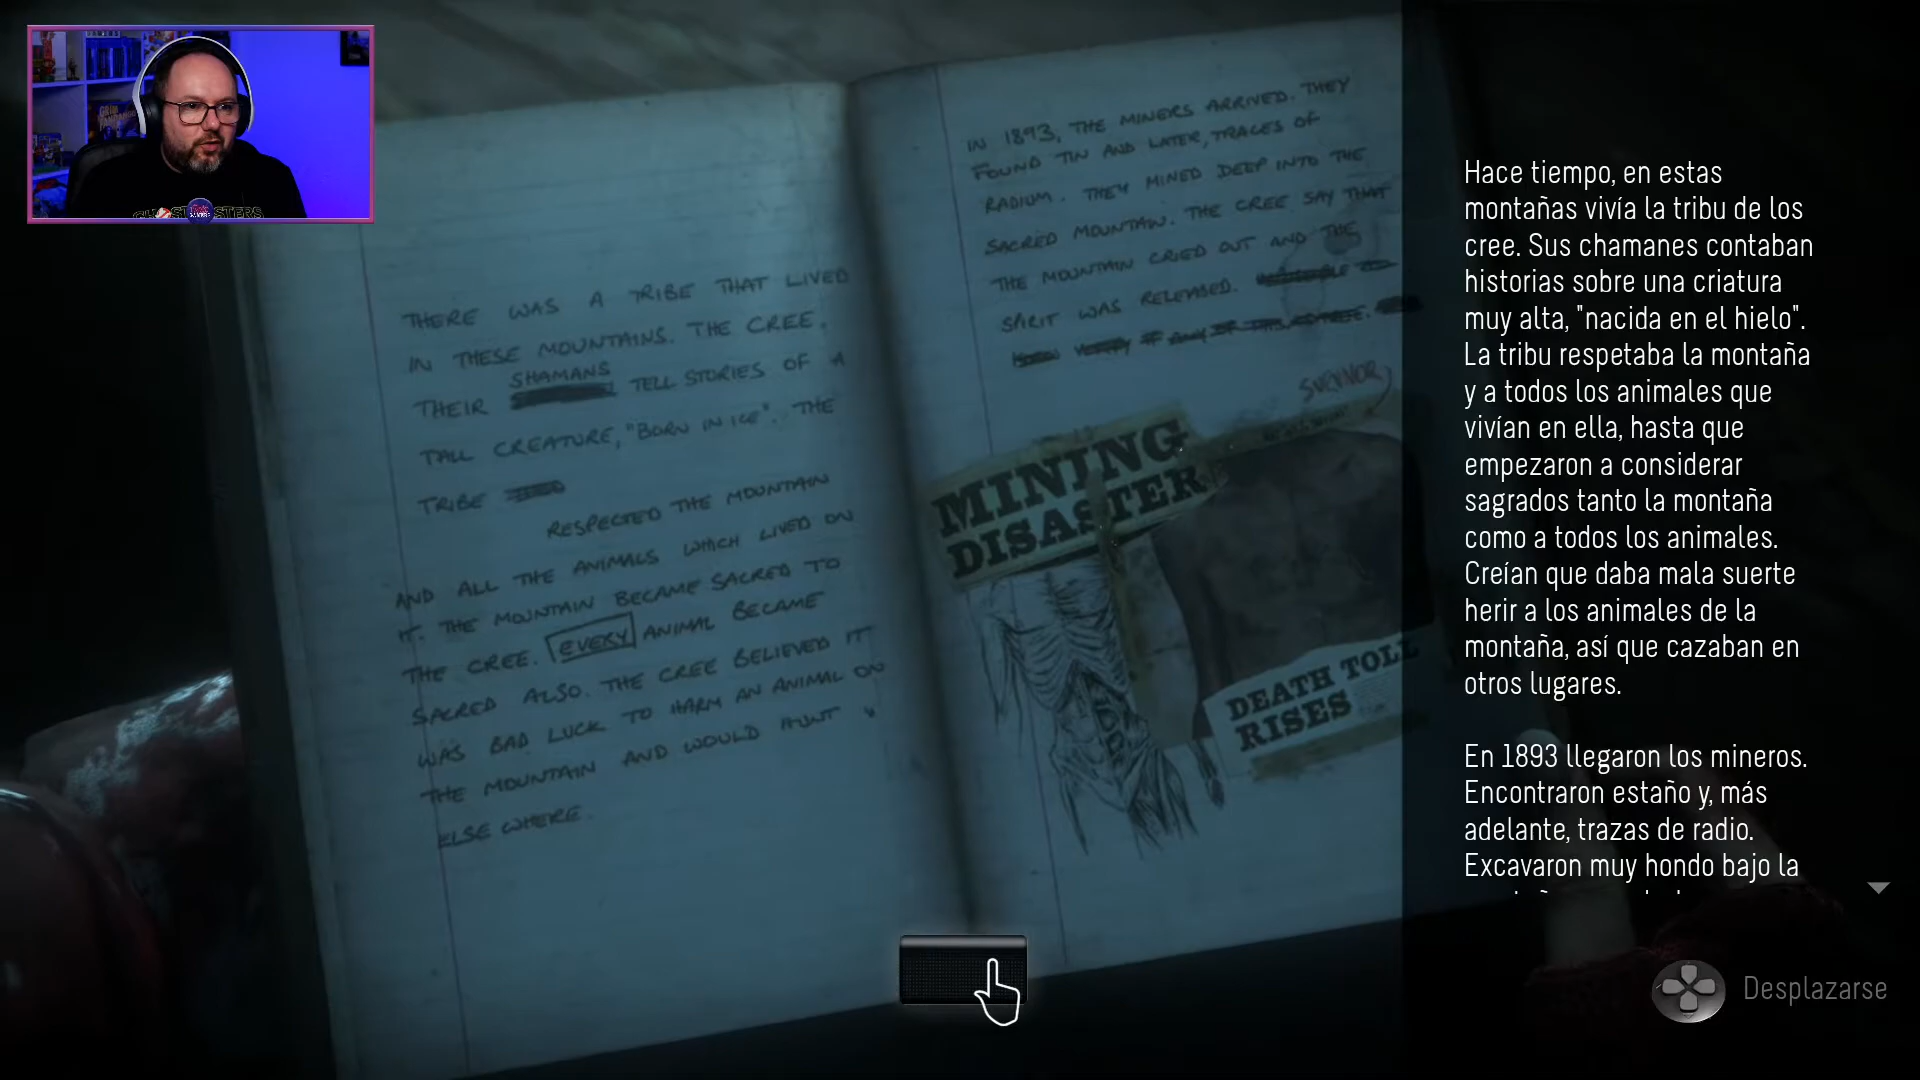 THERE WAS A TRIBE THAT LIVED
IN THESE MOUNTAINS. THE CREE.
SHAMANS
THEIR TELL STORIES OF A
TALL CREATURE, "BORN IN ICE". THE
TRIBE
RESPECTED THE MOUNTAIN
AND ALL THE ANIMALS WHICH LIVED ON
IT. THE MOUNTAIN BECAME SACRED TO
THE CREE. EVERY ANIMAL BECAME
SACRED ALSO. THE CREE BELIEVED IT
WAS BAD LUCK TO HARM AN ANIMAL ON
THE MOUNTAIN AND WOULD HUNT
ELSE WHERE.
IN 1893, THE MINERS ARRIVED. THEY
FOUND TIN AND LATER, TRACES OF
RADIUM. THEY MINED DEEP INTO THE
SACRED MOUNTAIN. THE CREE SAY THAT
THE MOUNTAIN CRIED OUT AND THE
SPIRIT WAS RELEASED.
MINING
DISASTER
DEATH TOLL
RISES
Hace tiempo, en estas
montañas vivía la tribu de los
cree. Sus chamanes contaban
historias sobre una criatura
muy alta, "nacida en el hielo".
La tribu respetaba la montaña
y a todos los animales que
vivían en ella, hasta que
empezaron a considerar
sagrados tanto la montaña
como a todos los animales.
Creían que daba mala suerte
herir a los animales de la
montaña, así que cazaban en
otros lugares.
En 1893 llegaron los mineros.
Encontraron estaño y, más
adelante, trazas de radio.
Excavaron muy hondo bajo la
Desplazarse